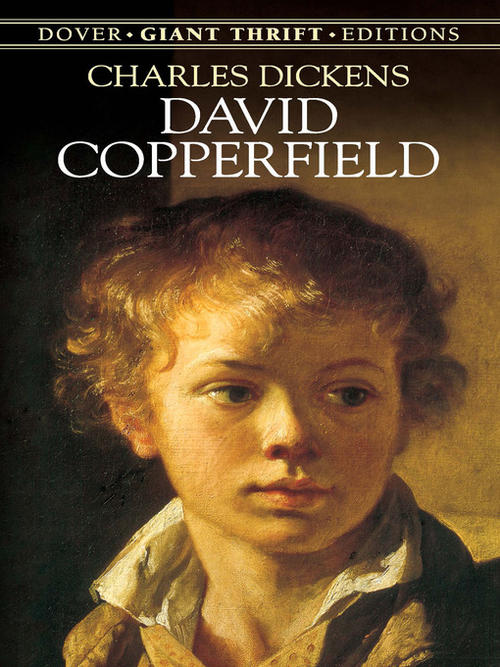 DOVER • GIANT THRIFT • EDITIONS
CHARLES DICKENS
DAVID
COPPERFIELD